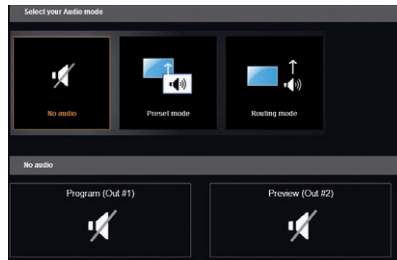 Select your Audio mode
No audio
Preset mode
Routing mode
No audio
Program (Out #1)
Preview (Out #2)